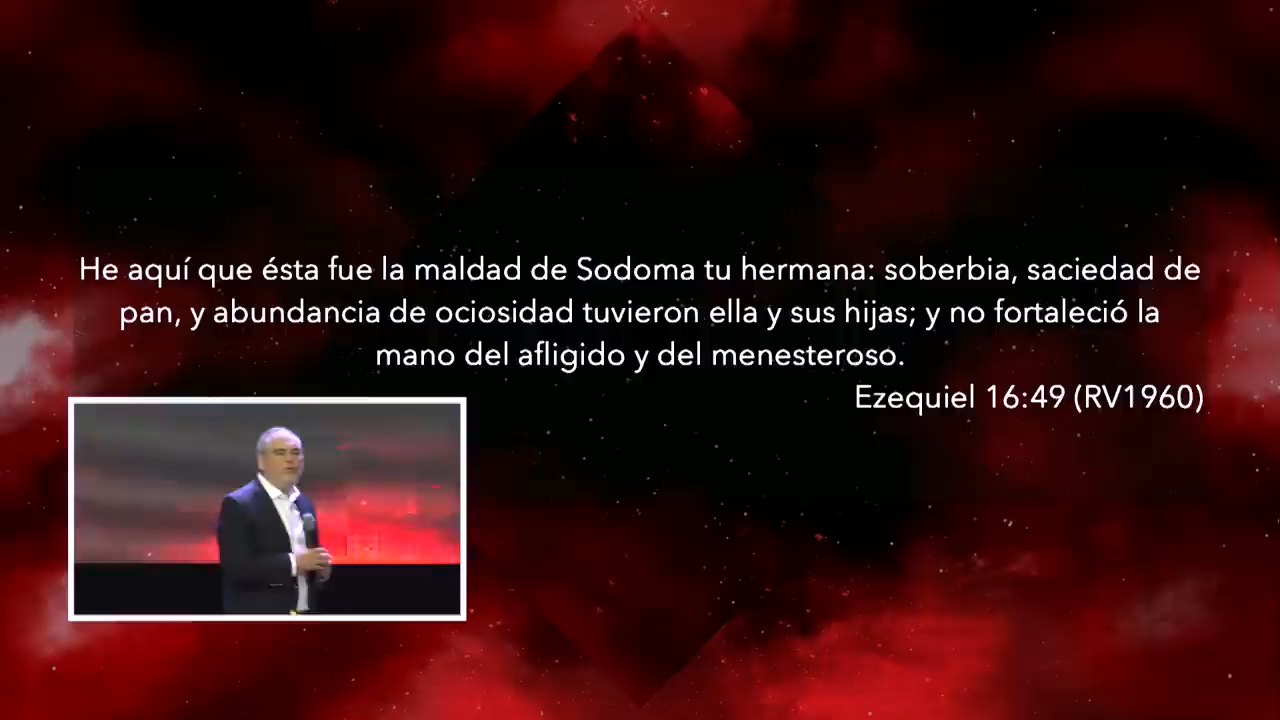 He aquí que ésta fue la maldad de Sodoma tu hermana: soberbia, saciedad de
pan, y abundancia de ociosidad tuvieron ella y sus hijas; y no fortaleció la
mano del afligido y del menesteroso.
Ezequiel 16:49 (RV1960)